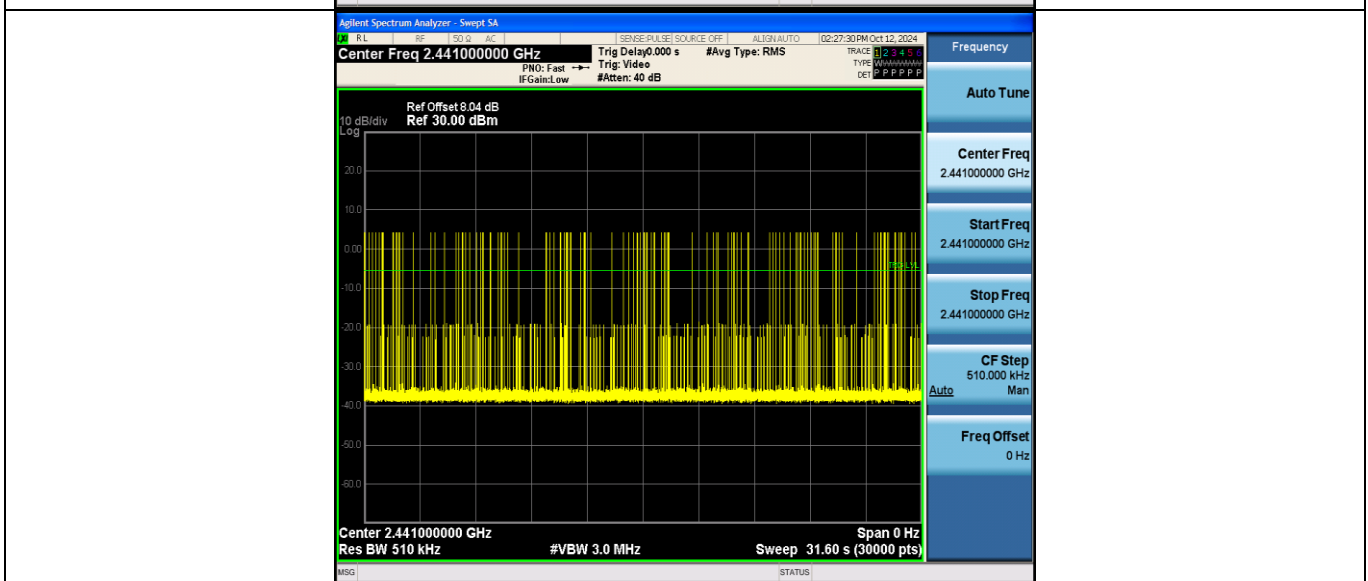 Agilent Spectrum Analyzer - Swept SA
RL RF 50 Ω AC SENSE:PULSE SOURCE OFF ALIGN AUTO 02:27:30 PM Oct 12, 2024
Center Freq 2.441000000 GHz
PNO: Fast
IFGain:Low
Trig Delay0.000 s
Trig: Video
#Atten: 40 dB
#Avg Type: RMS
TRACE 1 2 3 4 5 6
TYPE
DET P P P P P P
Ref Offset 8.04 dB
10 dB/div Ref 30.00 dBm
Log
20.0
10.0
0.00
-10.0
-20.0
-30.0
-40.0
-50.0
-60.0
Center 2.441000000 GHz Span 0 Hz
Res BW 510 kHz #VBW 3.0 MHz Sweep 31.60 s (30000 pts)
MSG STATUS
Frequency
Auto Tune
Center Freq
2.441000000 GHz
Start Freq
2.441000000 GHz
Stop Freq
2.441000000 GHz
CF Step
510.000 kHz
Auto Man
Freq Offset
0 Hz